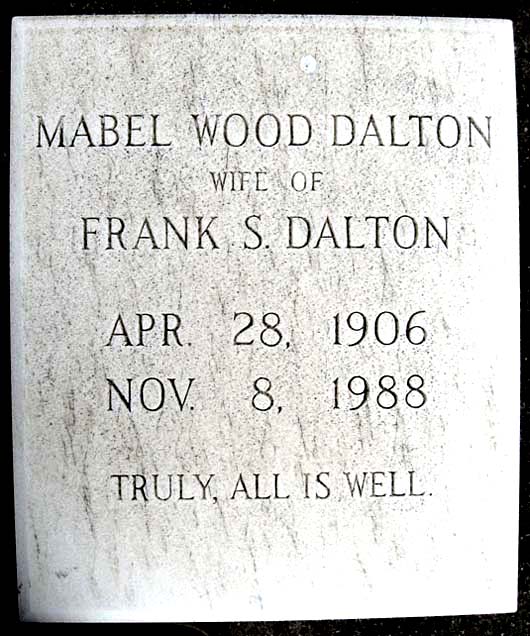 MABEL WOOD DALTON
WIFE OF
FRANK S. DALTON
APR. 28, 1906
NOV. 8, 1988
TRULY, ALL IS WELL.